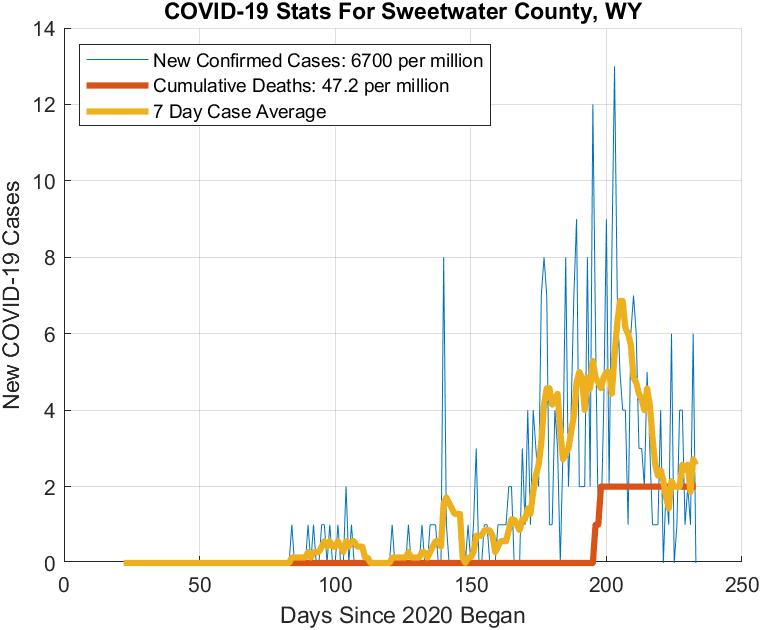 COVID-19 Stats For Sweetwater County, WY
New Confirmed Cases: 6700 per million
Cumulative Deaths: 47.2 per million
7 Day Case Average
New COVID-19 Cases
14
12
10
8
6
4
2
0
0 50 100 150 200 250
Days Since 2020 Began